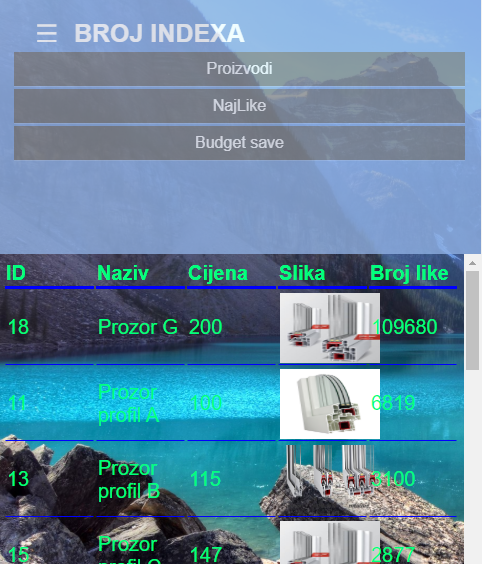 ☰ BROJ INDEXA
Proizvodi
NajLike
Budget save
ID Naziv Cijena Slika Broj like
18 Prozor G 200 109680
11 Prozor profil A 100 6819
13 Prozor profil B 115 3100
15 Prozor 147 2877